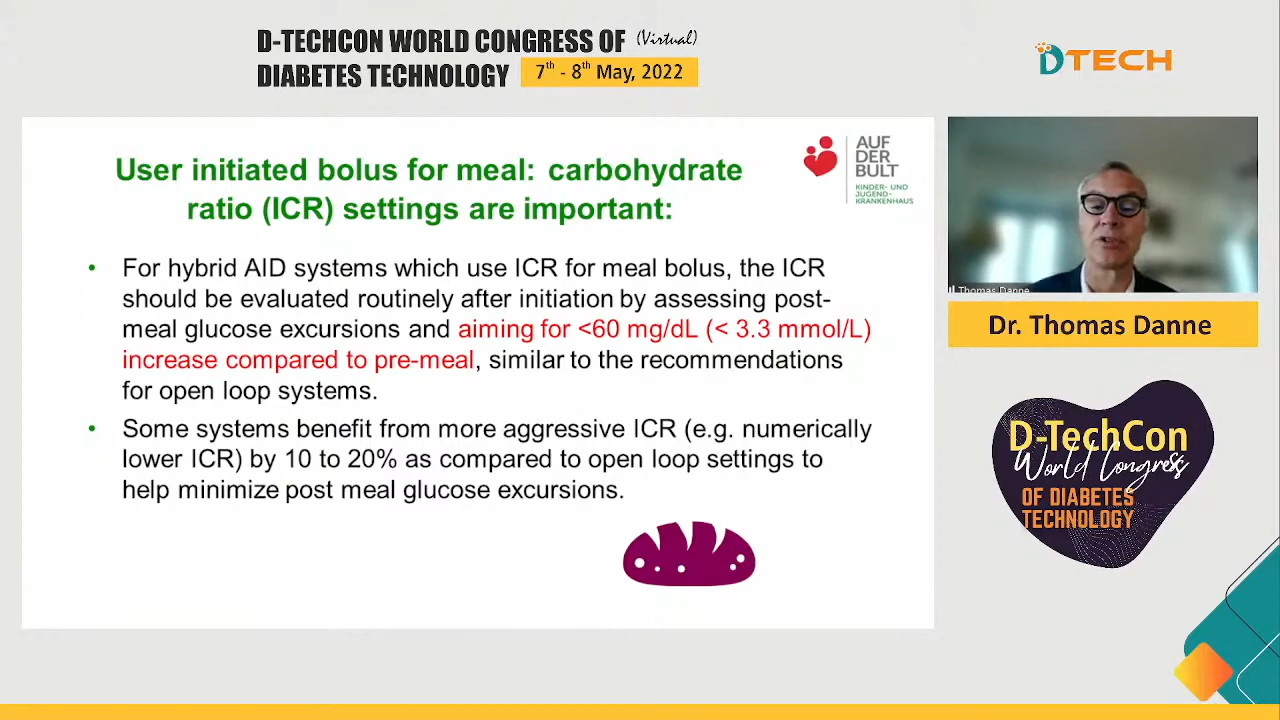 D-TECHCON WORLD CONGRESS OF (Virtual)
DIABETES TECHNOLOGY 7th - 8th May, 2022
DTECH
User initiated bolus for meal: carbohydrate
ratio (ICR) settings are important:
AUF
DER
BULT
KINDER- UND
JUGEND-
KRANKENHAUS
• For hybrid AID systems which use ICR for meal bolus, the ICR
should be evaluated routinely after initiation by assessing post-
meal glucose excursions and aiming for <60 mg/dL (< 3.3 mmol/L)
increase compared to pre-meal, similar to the recommendations
for open loop systems.
• Some systems benefit from more aggressive ICR (e.g. numerically
lower ICR) by 10 to 20% as compared to open loop settings to
help minimize post meal glucose excursions.
Thomas Danne
Dr. Thomas Danne
D-TechCon
World Congress
OF DIABETES
TECHNOLOGY